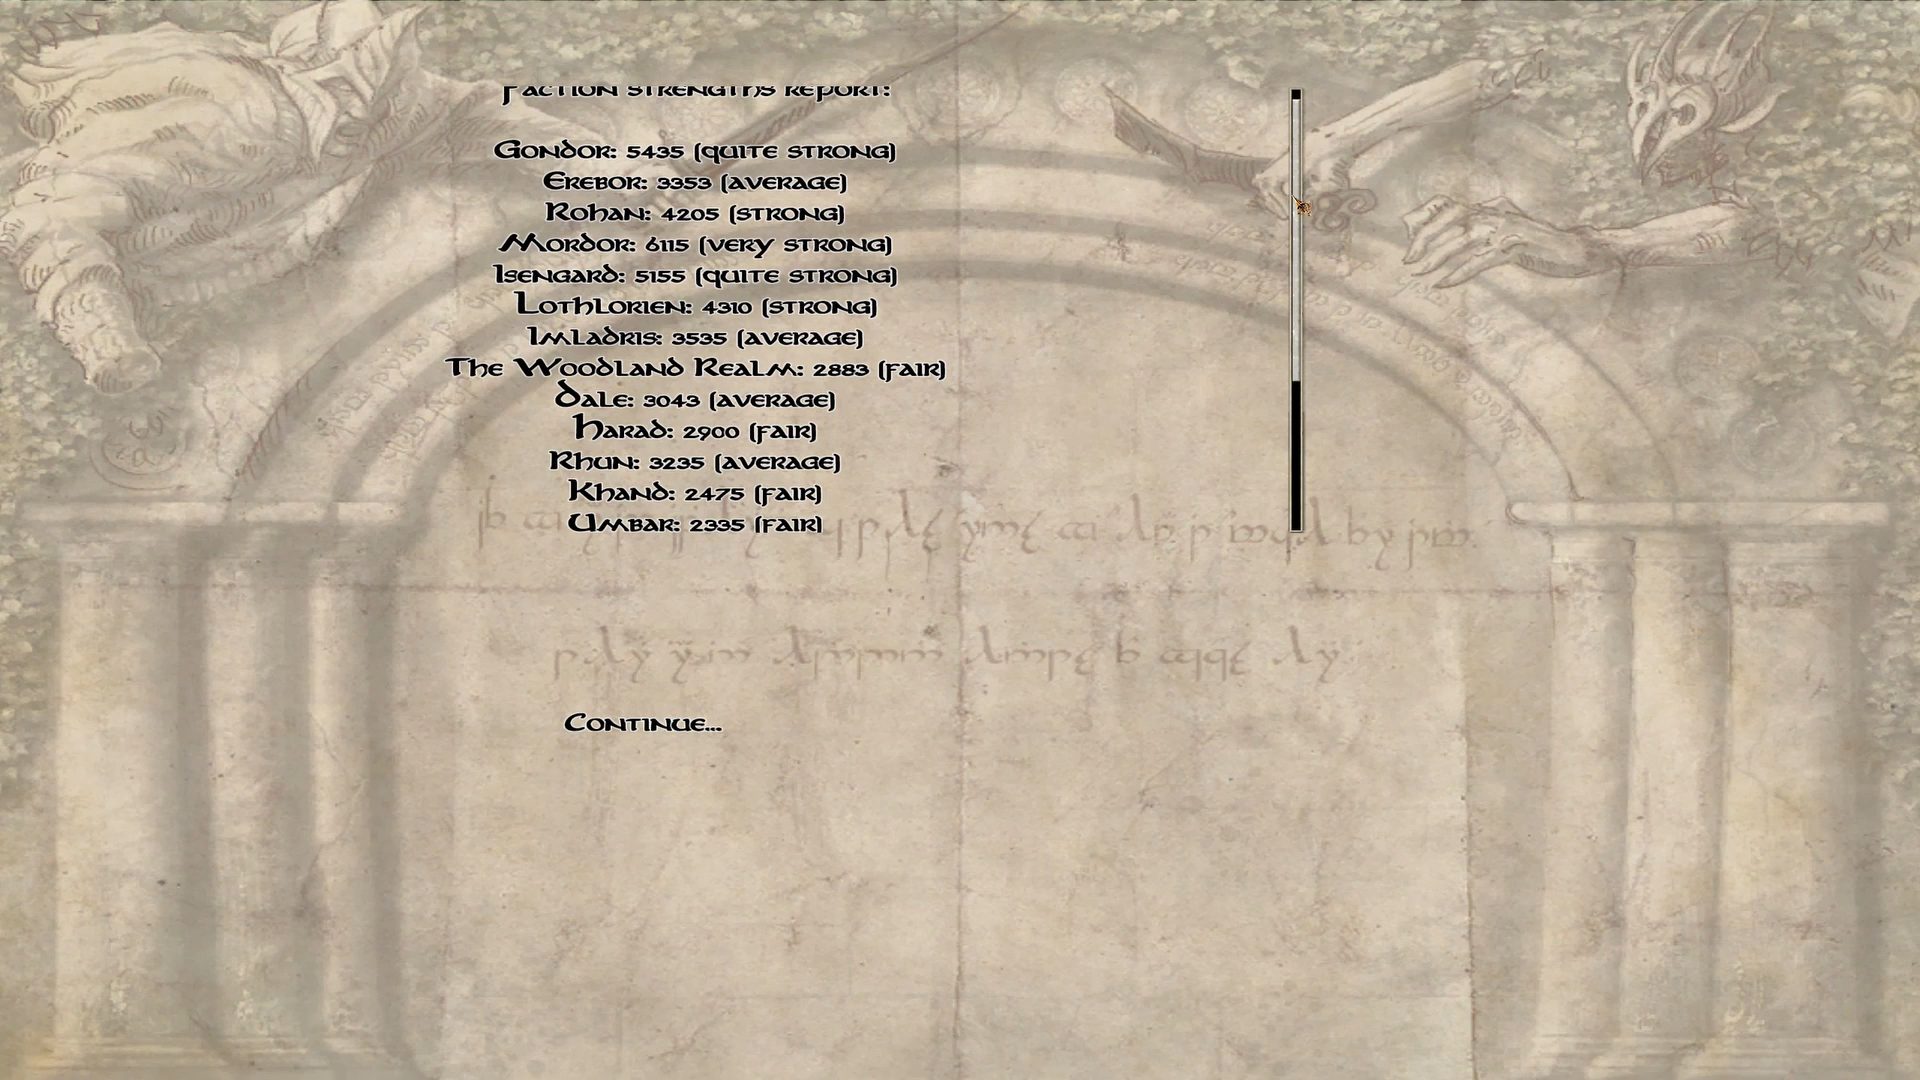 Faction strengths report:
Gondor: 5435 (quite strong)
Erebor: 3353 (average)
Rohan: 4205 (strong)
Mordor: 6115 (very strong)
Isengard: 5155 (quite strong)
Lothlorien: 4310 (strong)
Imladris: 3535 (average)
The Woodland Realm: 2883 (fair)
Dale: 3043 (average)
Harad: 2900 (fair)
Rhun: 3235 (average)
Khand: 2475 (fair)
Umbar: 2335 (fair)
Continue...